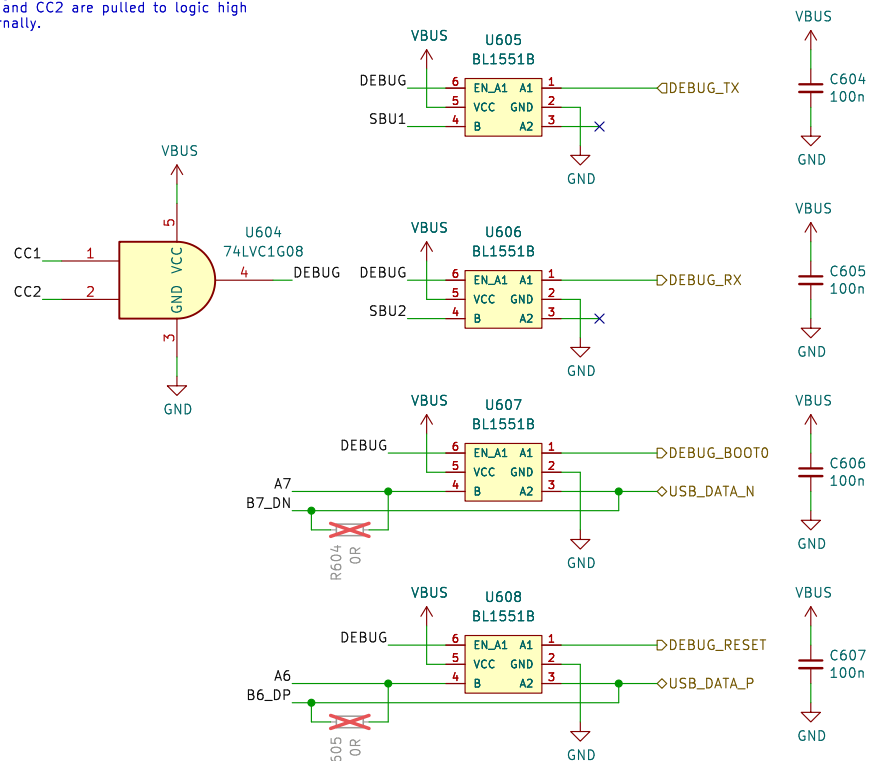 and CC2 are pulled to logic high
rnally.
VBUS
U604
74LVC1G08
CC1
1
CC2
2
5
VCC
GND
3
4
DEBUG
GND
VBUS
U605
BL1551B
DEBUG
6
EN_A1
A1
1
DEBUG_TX
5
VCC
GND
2
SBU1
4
B
A2
3
GND
VBUS
C604
100n
GND
VBUS
U606
BL1551B
DEBUG
6
EN_A1
A1
1
DEBUG_RX
5
VCC
GND
2
SBU2
4
B
A2
3
GND
VBUS
C605
100n
GND
VBUS
U607
BL1551B
DEBUG
6
EN_A1
A1
1
DEBUG_BOOT0
5
VCC
GND
2
A7
4
B
A2
3
USB_DATA_N
B7_DN
R604
0R
GND
VBUS
C606
100n
GND
VBUS
U608
BL1551B
DEBUG
6
EN_A1
A1
1
DEBUG_RESET
5
VCC
GND
2
A6
4
B
A2
3
USB_DATA_P
B6_DP
605
0R
GND
VBUS
C607
100n
GND